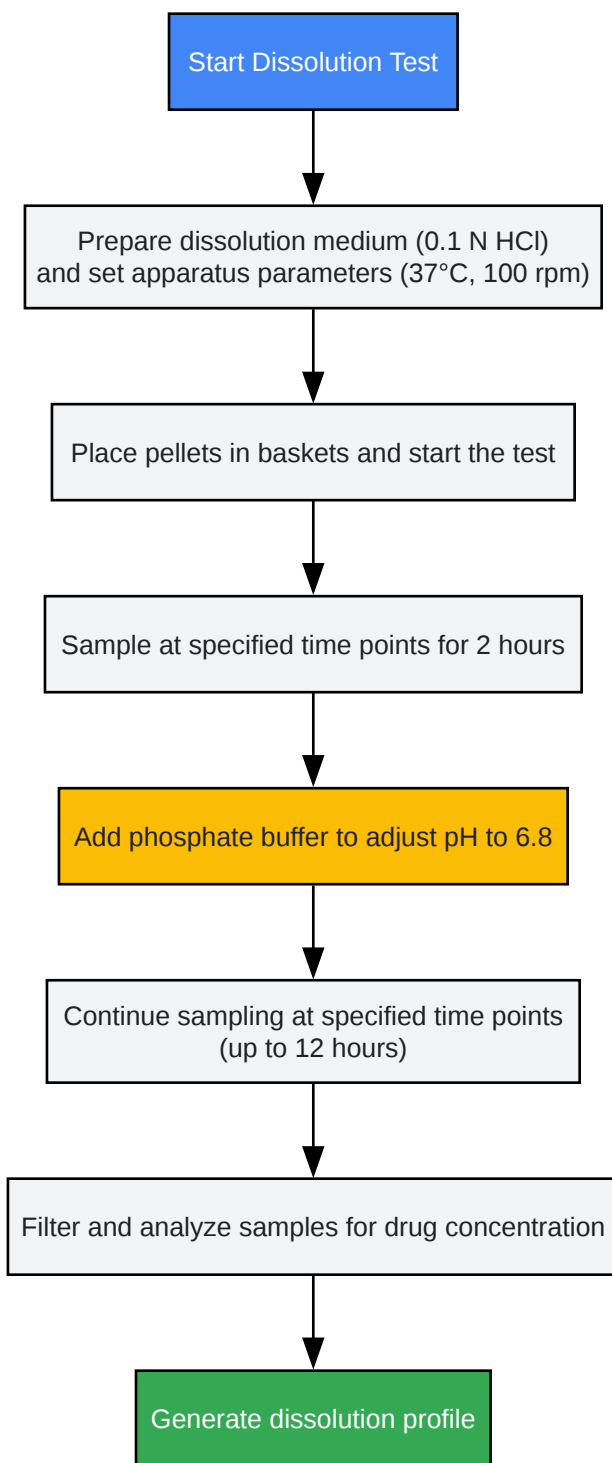 Start Dissolution Test
Prepare dissolution medium (0.1 N HCl)
and set apparatus parameters (37°C, 100 rpm)
Place pellets in baskets and start the test
Sample at specified time points for 2 hours
Add phosphate buffer to adjust pH to 6.8
Continue sampling at specified time points
(up to 12 hours)
Filter and analyze samples for drug concentration
Generate dissolution profile